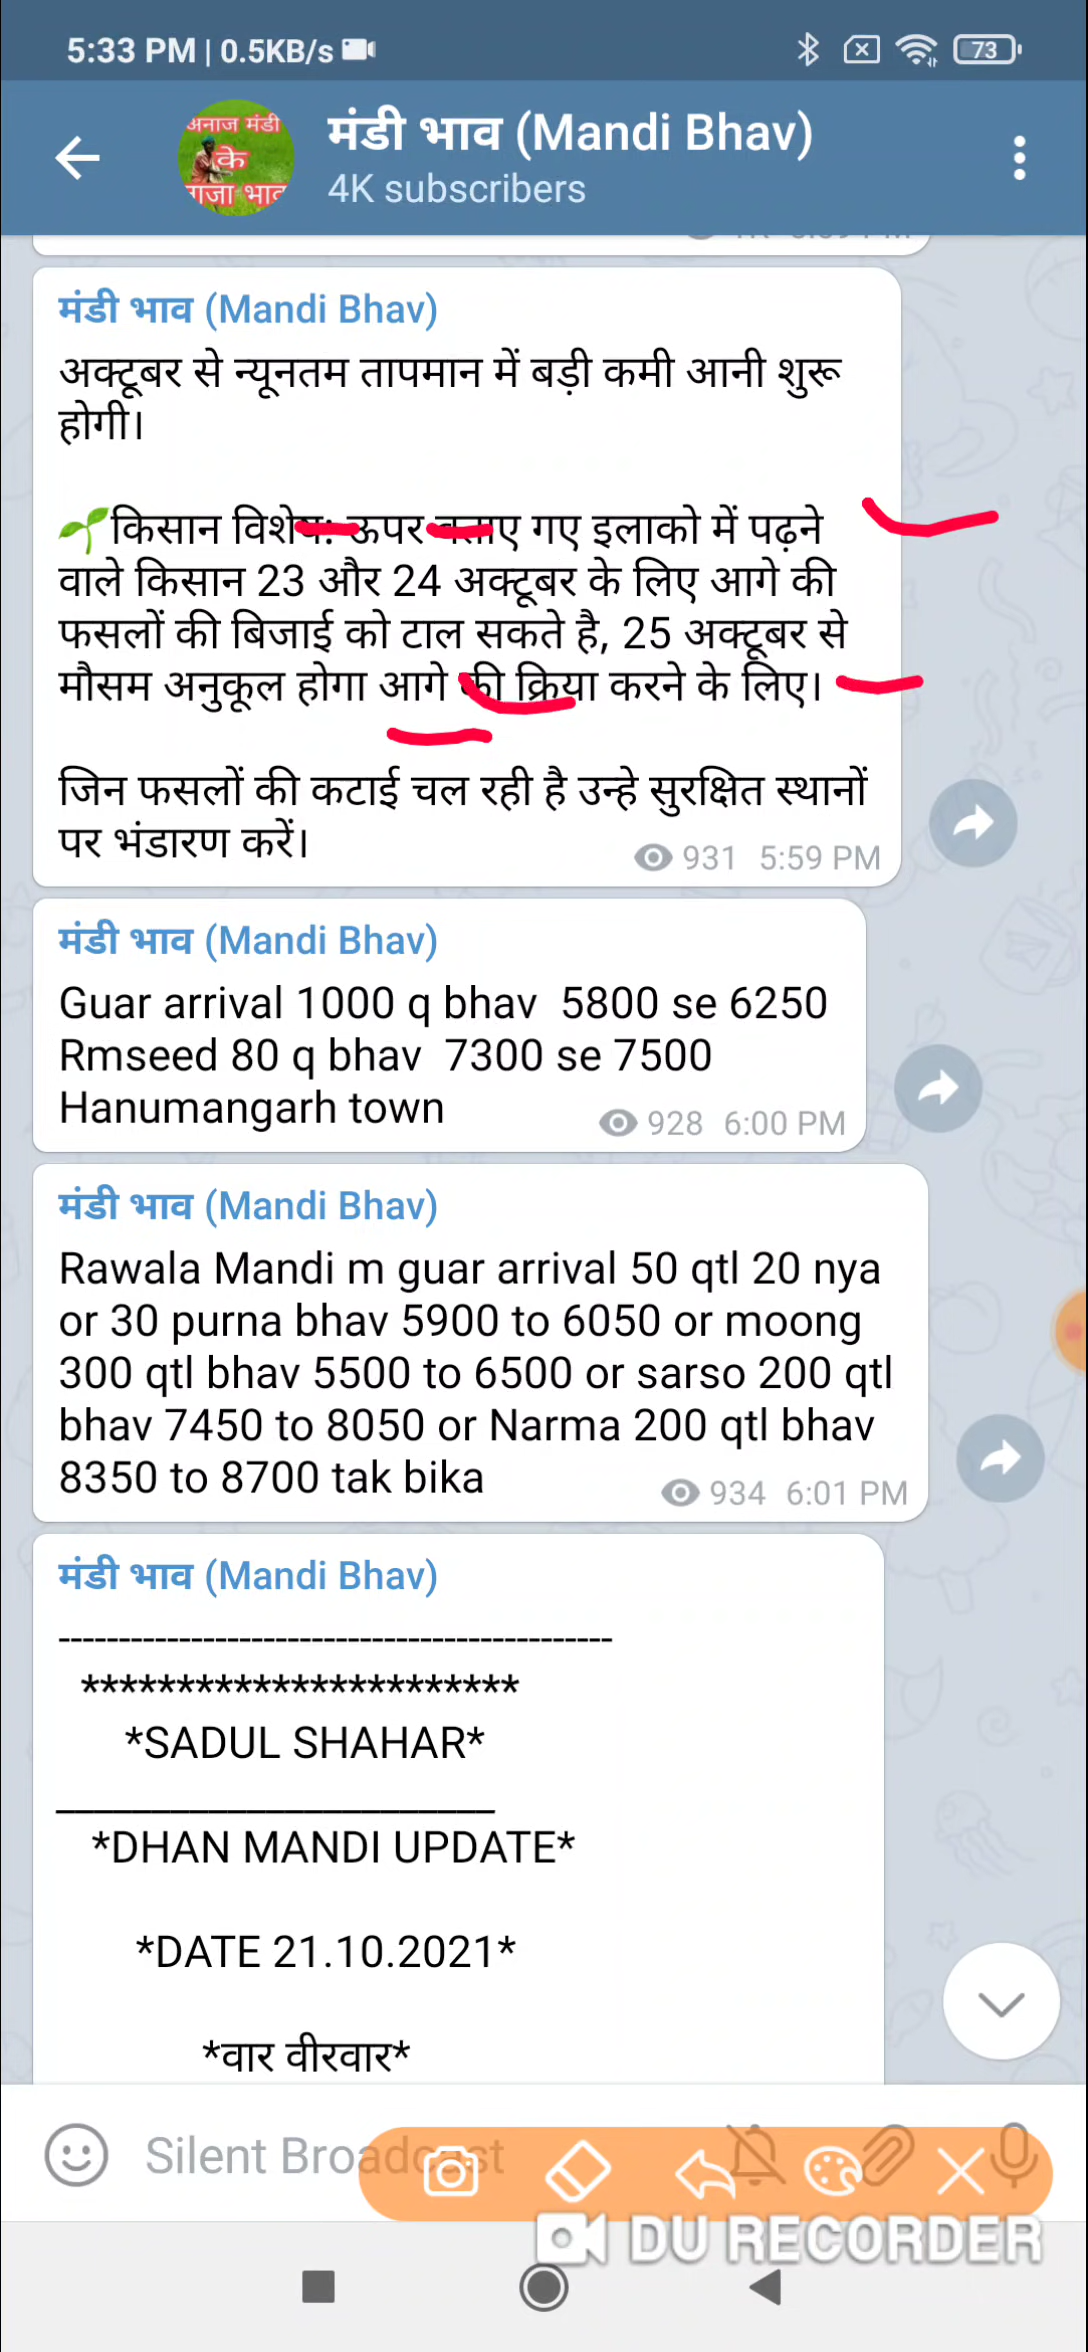 5:33 PM | 0.5KB/s
73
अनाज मंडी
के
मंडी भाव (Mandi Bhav)
4K subscribers
मंडी भाव (Mandi Bhav)
अक्टूबर से न्यूनतम तापमान में बड़ी कमी आनी शुरू
होगी।
किसान विशेष: ऊपर बताए गए इलाको में पढ़ने
वाले किसान 23 और 24 अक्टूबर के लिए आगे की
फसलों की बिजाई को टाल सकते है, 25 अक्टूबर से
मौसम अनुकूल होगा आगे की क्रिया करने के लिए।
जिन फसलों की कटाई चल रही है उन्हे सुरक्षित स्थानों
पर भंडारण करें।
931 5:59 PM
मंडी भाव (Mandi Bhav)
Guar arrival 1000 q bhav 5800 se 6250
Rmseed 80 q bhav 7300 se 7500
Hanumangarh town
928 6:00 PM
मंडी भाव (Mandi Bhav)
Rawala Mandi m guar arrival 50 qtl 20 nya
or 30 purna bhav 5900 to 6050 or moong
300 qtl bhav 5500 to 6500 or sarso 200 qtl
bhav 7450 to 8050 or Narma 200 qtl bhav
8350 to 8700 tak bika
934 6:01 PM
मंडी भाव (Mandi Bhav)
----------------------------------------------
***********************
*SADUL SHAHAR*
_____________________
*DHAN MANDI UPDATE*
*DATE 21.10.2021*
*वार वीरवार*
Silent Broadcast
DU RECORDER